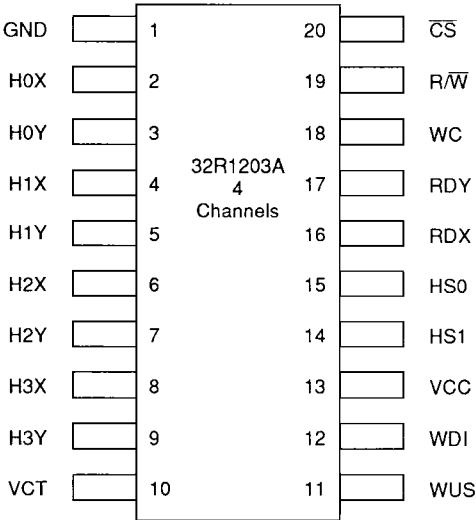 GND 1 20 C̅S̅
H0X 2 19 R/W̅
H0Y 3 18 WC
32R1203A
H1X 4 4 17 RDY
Channels
H1Y 5 16 RDX
H2X 6 15 HS0
H2Y 7 14 HS1
H3X 8 13 VCC
H3Y 9 12 WDI
VCT 10 11 WUS